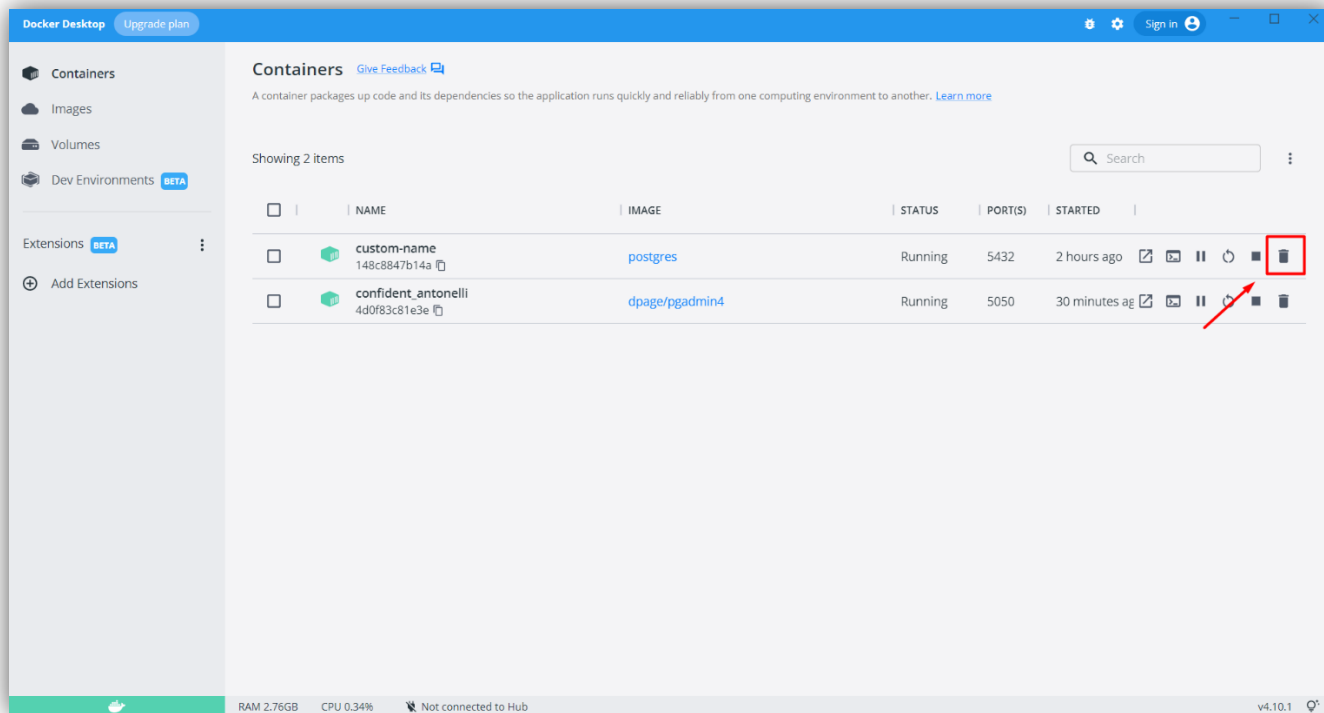 Docker Desktop Upgrade plan Sign in
Containers
Images
Volumes
Dev Environments BETA
Extensions BETA
Add Extensions
Containers Give Feedback
A container packages up code and its dependencies so the application runs quickly and reliably from one computing environment to another. Learn more
Showing 2 items Search
NAME IMAGE STATUS PORT(S) STARTED
custom-name
148c8847b14a
postgres Running 5432 2 hours ago
confident_antonelli
4d0f83c81e3e
dpage/pgadmin4 Running 5050 30 minutes ag
RAM 2.76GB CPU 0.34% Not connected to Hub v4.10.1